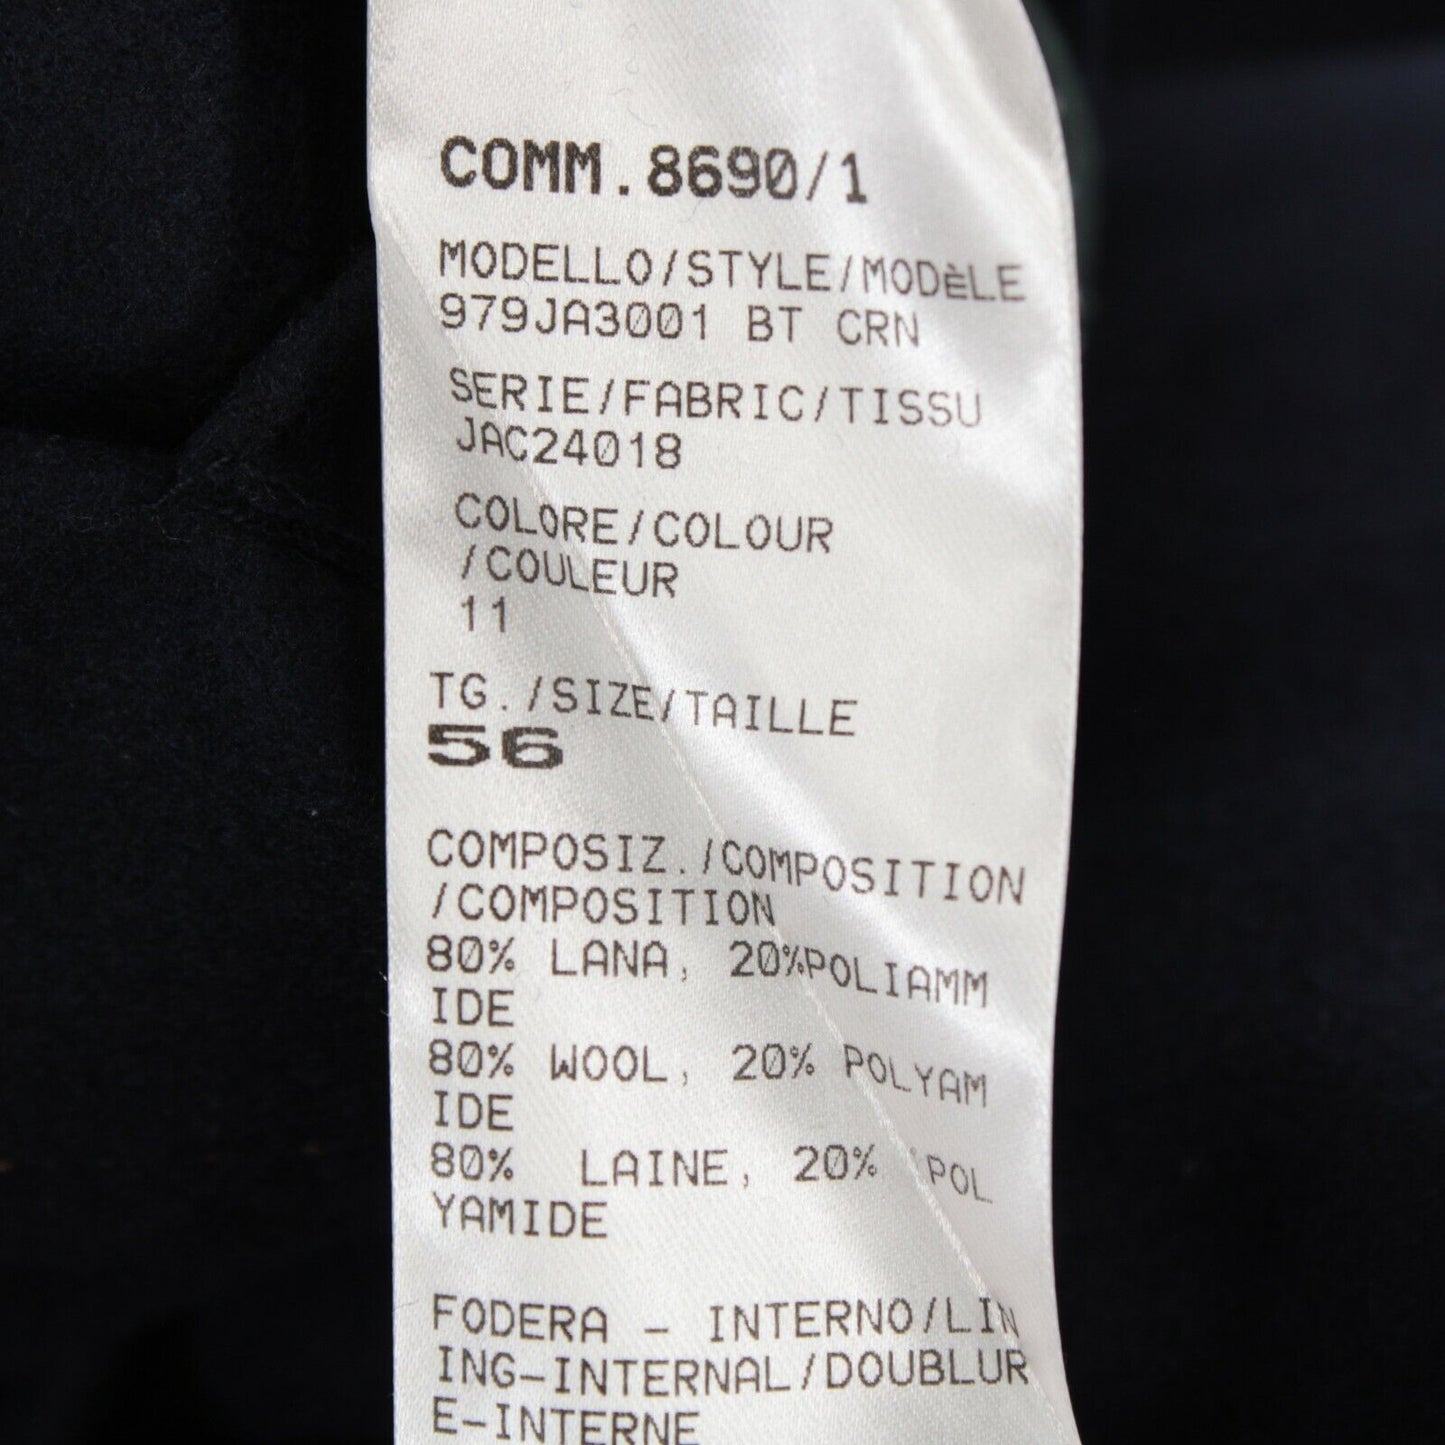 COMM.8690/1
MODELLO/STYLE/MODÈLE
979JA3001 BT CRN
SERIE/FABRIC/TISSU
JAC24018
COLORE/COLOUR
/COULEUR
11
TG./SIZE/TAILLE
56
COMPOSIZ./COMPOSITION
/COMPOSITION
80% LANA, 20%POLIAMM
IDE
80% WOOL, 20% POLYAM
IDE
80% LAINE, 20% POL
YAMIDE
FODERA - INTERNO/LIN
ING-INTERNAL/DOUBLUR
E-INTERNE